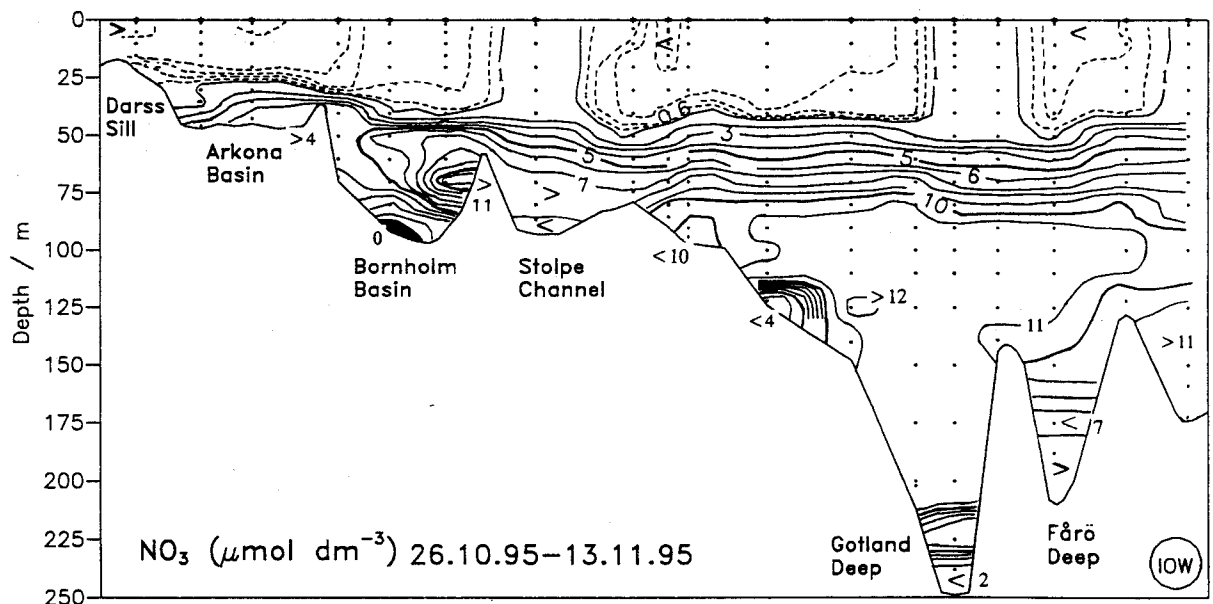 0
25
50
75
100
125
150
175
200
225
250
Depth / m
Darss
Sill
Arkona
Basin
>4
Bornholm
Basin
Stolpe
Channel
Gotland
Deep
Fårö
Deep
1
0.6
1
1
3
5
5
7
6
10
>
11
>
<
0
<10
<4
>12
11
>11
< 7
>
< 2
>
<
<
NO₃ (μmol dm⁻³) 26.10.95–13.11.95
IOW